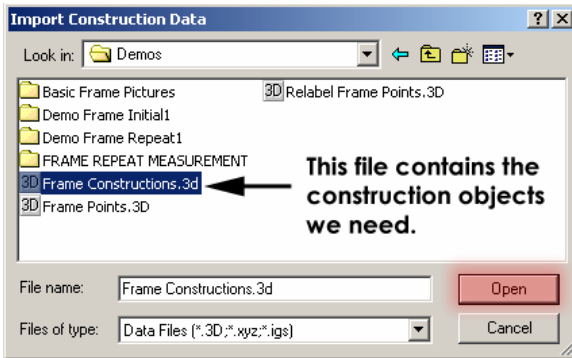 Import Construction Data
Look in: Demos
Basic Frame Pictures
Demo Frame Initial1
Demo Frame Repeat1
FRAME REPEAT MEASUREMENT
3D Frame Constructions.3d
3D Frame Points.3D
3D Relabel Frame Points.3D
This file contains the
construction objects
we need.
File name: Frame Constructions.3d Open
Files of type: Data Files (*.3D;*.xyz;*.igs) Cancel